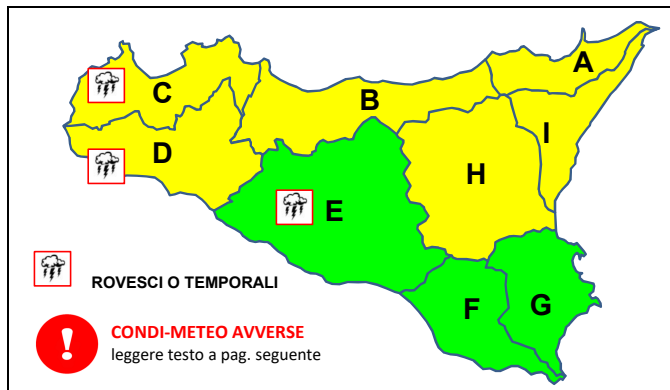 A
C
B
I
D
H
E
F
G
ROVESCI O TEMPORALI
! CONDI-METEO AVVERSE
leggere testo a pag. seguente